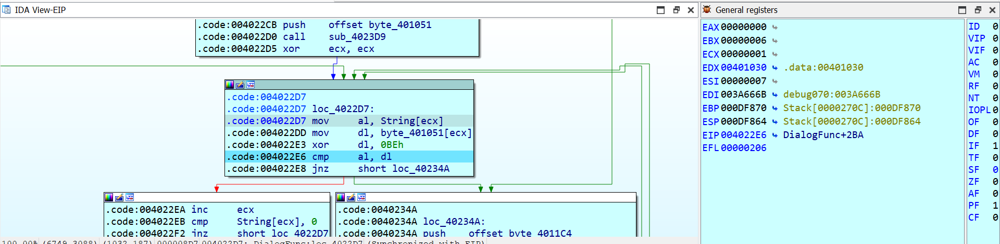 IDA View-EIP
.code:004022CB push offset byte_401051
.code:004022D0 call sub_4023D9
.code:004022D5 xor ecx, ecx
.code:004022D7
.code:004022D7 loc_4022D7:
.code:004022D7 mov al, String[ecx]
.code:004022DD mov dl, byte_401051[ecx]
.code:004022E3 xor dl, 0BEh
.code:004022E6 cmp al, dl
.code:004022E8 jnz short loc_40234A
.code:004022EA inc ecx
.code:004022EB cmp String[ecx], 0
.code:004022F2 jnz short loc_4022D7
.code:0040234A
.code:0040234A loc_40234A:
.code:0040234A push offset byte_4011C4
100.00% (6749,3088) (1032,187) 000008D7 004022D7: DialogFunc:loc_4022D7 (Synchronized with EIP)
General registers
EAX 00000000
EBX 00000006
ECX 00000001
EDX 00401030 .data:00401030
ESI 00000007
EDI 003A666B debug070:003A666B
EBP 000DF870 Stack[0000270C]:000DF870
ESP 000DF864 Stack[0000270C]:000DF864
EIP 004022E6 DialogFunc+2BA
EFL 00000206
ID 0
VIP 0
VIF 0
AC 0
VM 0
RF 0
NT 0
IOPL 0
OF 0
DF 0
IF 1
TF 0
SF 0
ZF 0
AF 0
PF 1
CF 0